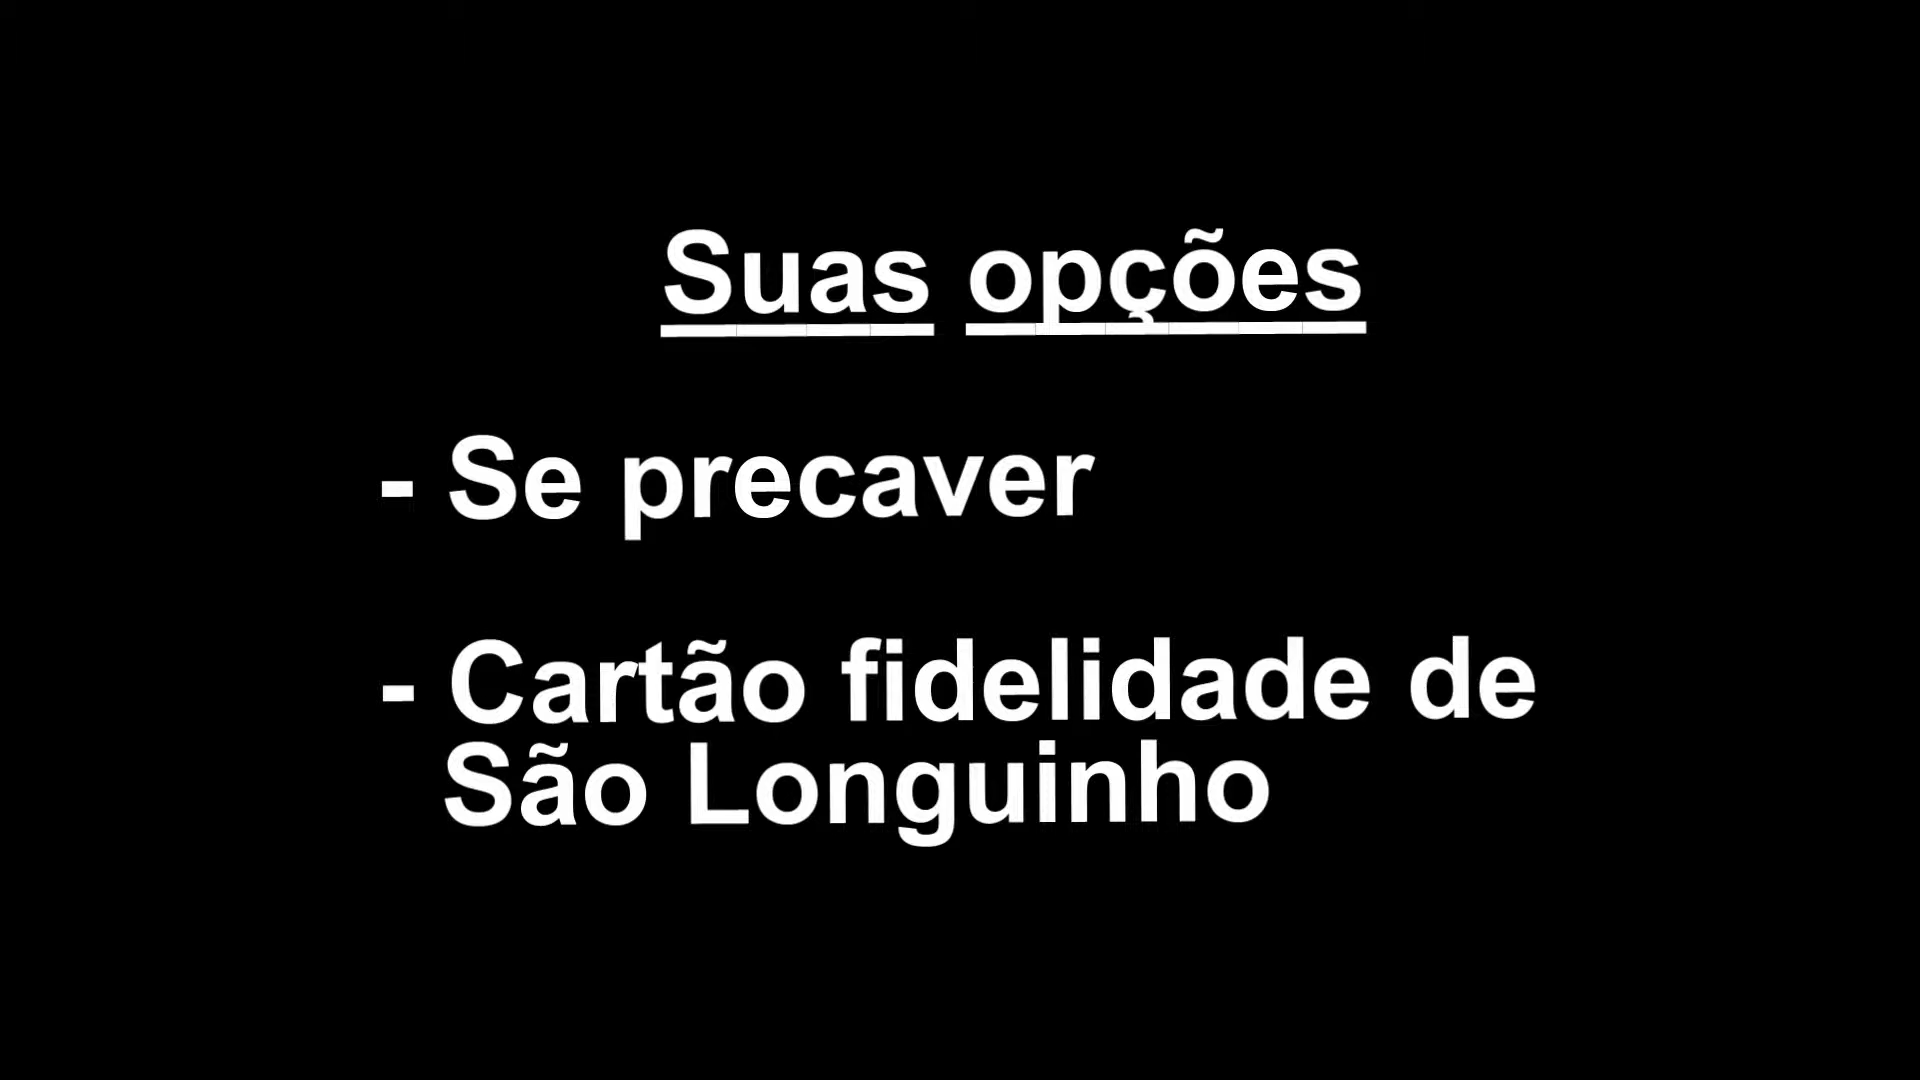 Suas opções
- Se precaver
- Cartão fidelidade de
São Longuinho